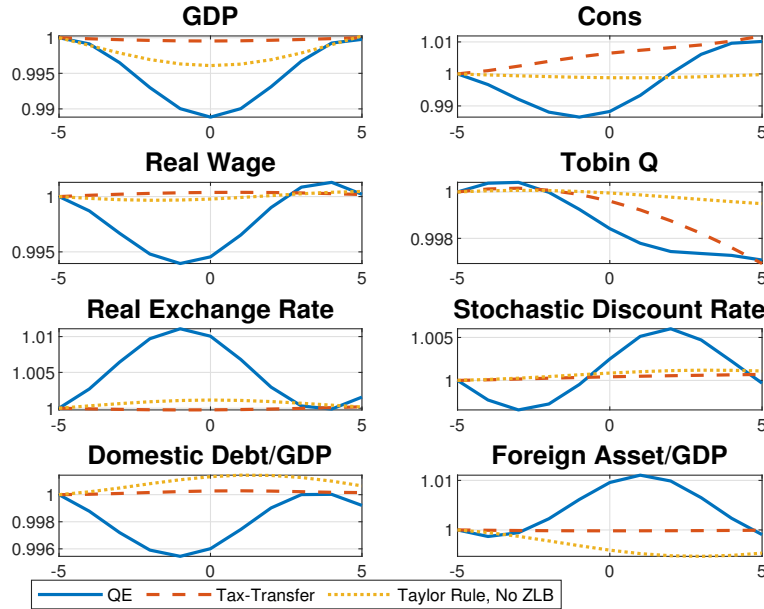 GDP
1
0.995
0.99
-5 0 5
Cons
1.01
1
0.99
-5 0 5
Real Wage
1
0.995
-5 0 5
Tobin Q
1
0.998
-5 0 5
Real Exchange Rate
1.01
1.005
1
-5 0 5
Stochastic Discount Rate
1.005
1
-5 0 5
Domestic Debt/GDP
1
0.998
0.996
-5 0 5
Foreign Asset/GDP
1.01
1
-5 0 5
QE Tax-Transfer Taylor Rule, No ZLB